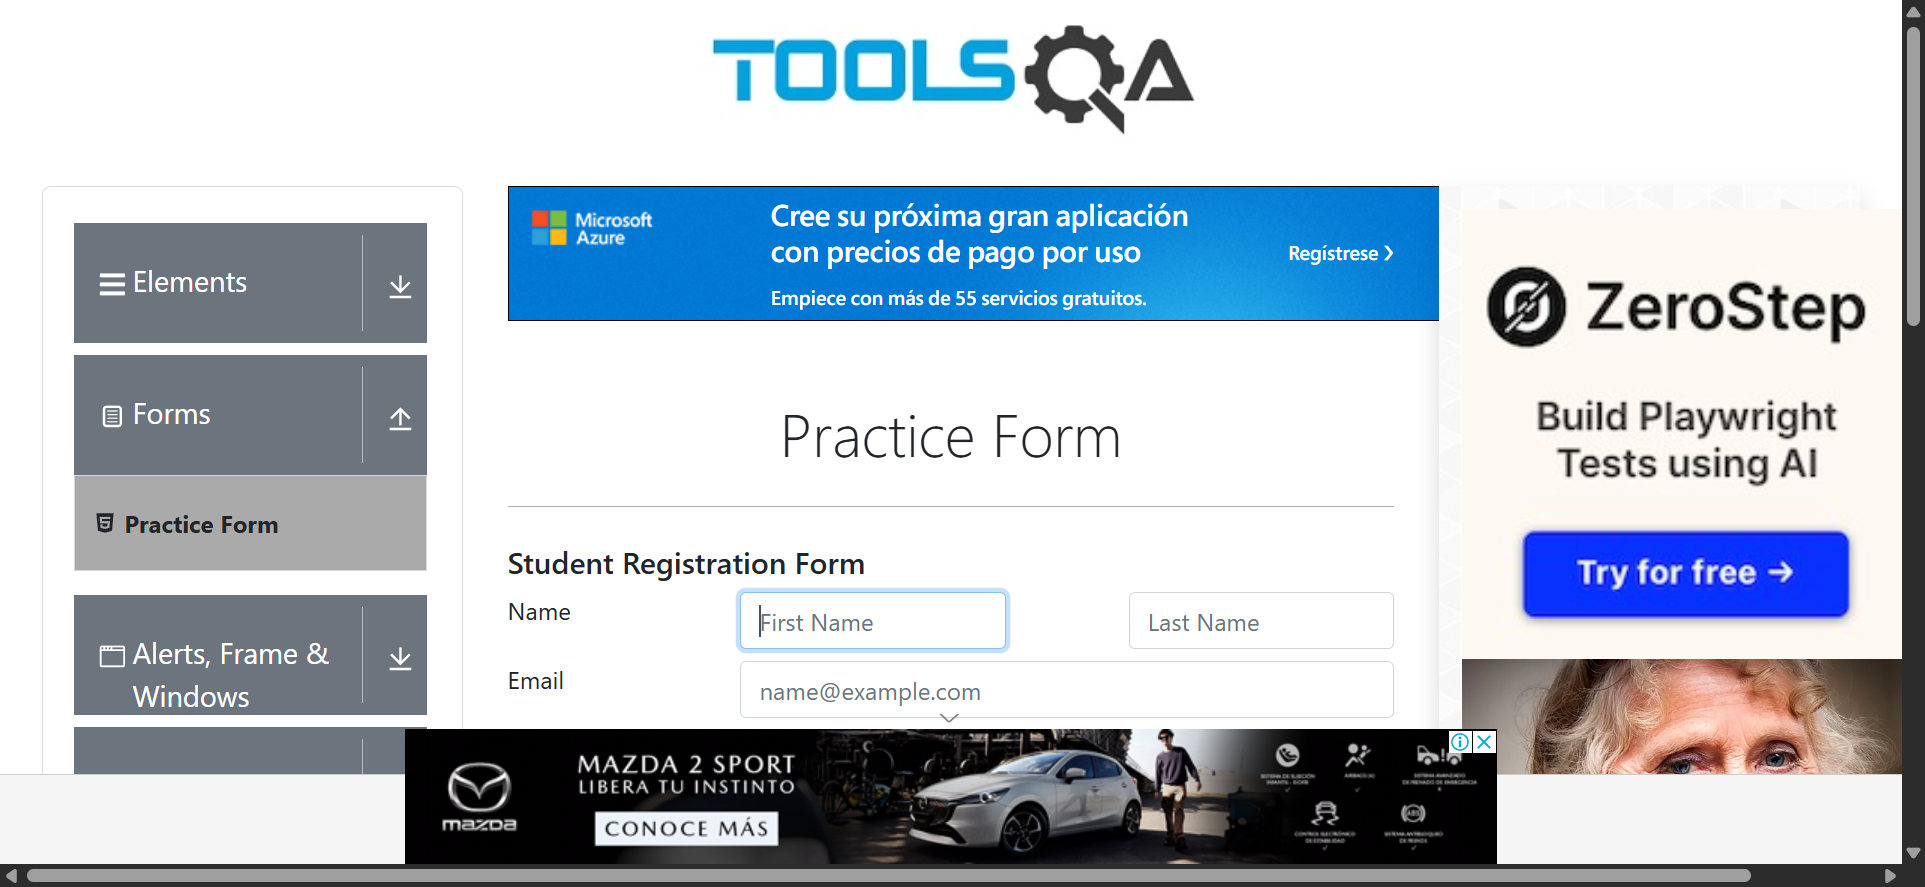 TOOLSQA
Elements
Forms
Practice Form
Alerts, Frame &
Windows
Microsoft
Azure
Cree su próxima gran aplicación
con precios de pago por uso
Empiece con más de 55 servicios gratuitos.
Regístrese
Practice Form
Student Registration Form
Name
First Name
Last Name
Email
name@example.com
ZeroStep
Build Playwright
Tests using AI
Try for free →
mazda
MAZDA 2 SPORT
LIBERA TU INSTINTO
CONOCE MÁS
ABS